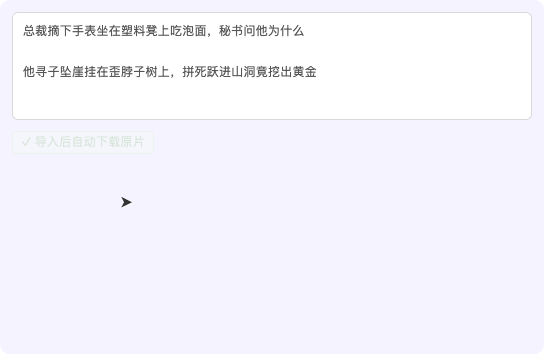 总裁摘下手表坐在塑料凳上吃泡面，秘书问他为什么
他寻子坠崖挂在歪脖子树上，拼死跃进山洞竟挖出黄金
✓ 导入后自动下载原片